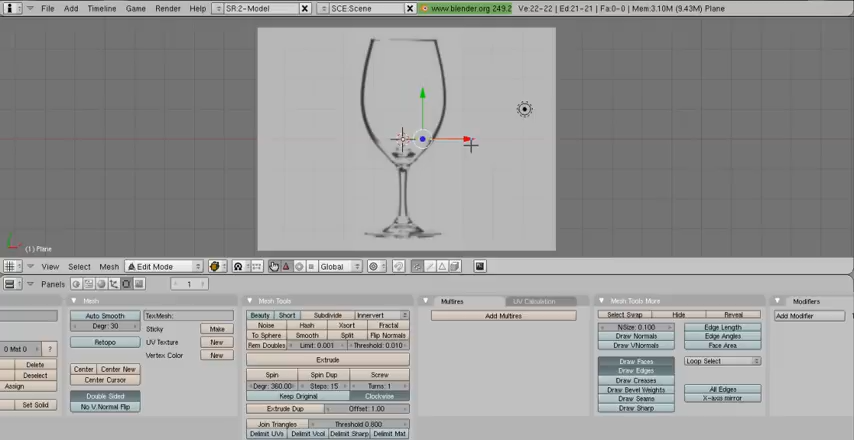 File Add Timeline Game Render Help SR:2-Model SCE:Scene www.blender.org 249.2 Ve:22-22 | Ed:21-21 | Fa:0-0 | Mem:3.10M (9.43M) Plane
(1) Plane
View Select Mesh Edit Mode Global
Panels 1
Mesh Mesh Tools Multires UV Calculation Mesh Tools More Modifiers
Auto Smooth TexMesh: Beauty Short Subdivide Innervert Add Multires Select Swap Hide Reveal Add Modifier
Degr: 30 Sticky Make Noise Hash Xsort Fractal NSize: 0.100 Edge Length
To Sphere Smooth Split Flip Normals Draw Normals Edge Angles
Retopo UV Texture New Rem Doubles Limit: 0.001 Threshold: 0.010 Draw VNormals Face Area
0 Mat 0 ? Vertex Color New Extrude Draw Faces Loop Select
Delete Center Center New Draw Edges
Deselect Center Cursor Spin Spin Dup Screw Draw Creases
Assign Degr: 360.00 Steps: 15 Turns: 1 Draw Bevel Weights All Edges
Double Sided Keep Original Clockwise Draw Seams X-axis mirror
Set Solid No V.Normal Flip Extrude Dup Offset: 1.00 Draw Sharp
Join Triangles Threshold 0.800
Delimit UVs Delimit Vcol Delimit Sharp Delimit Mat